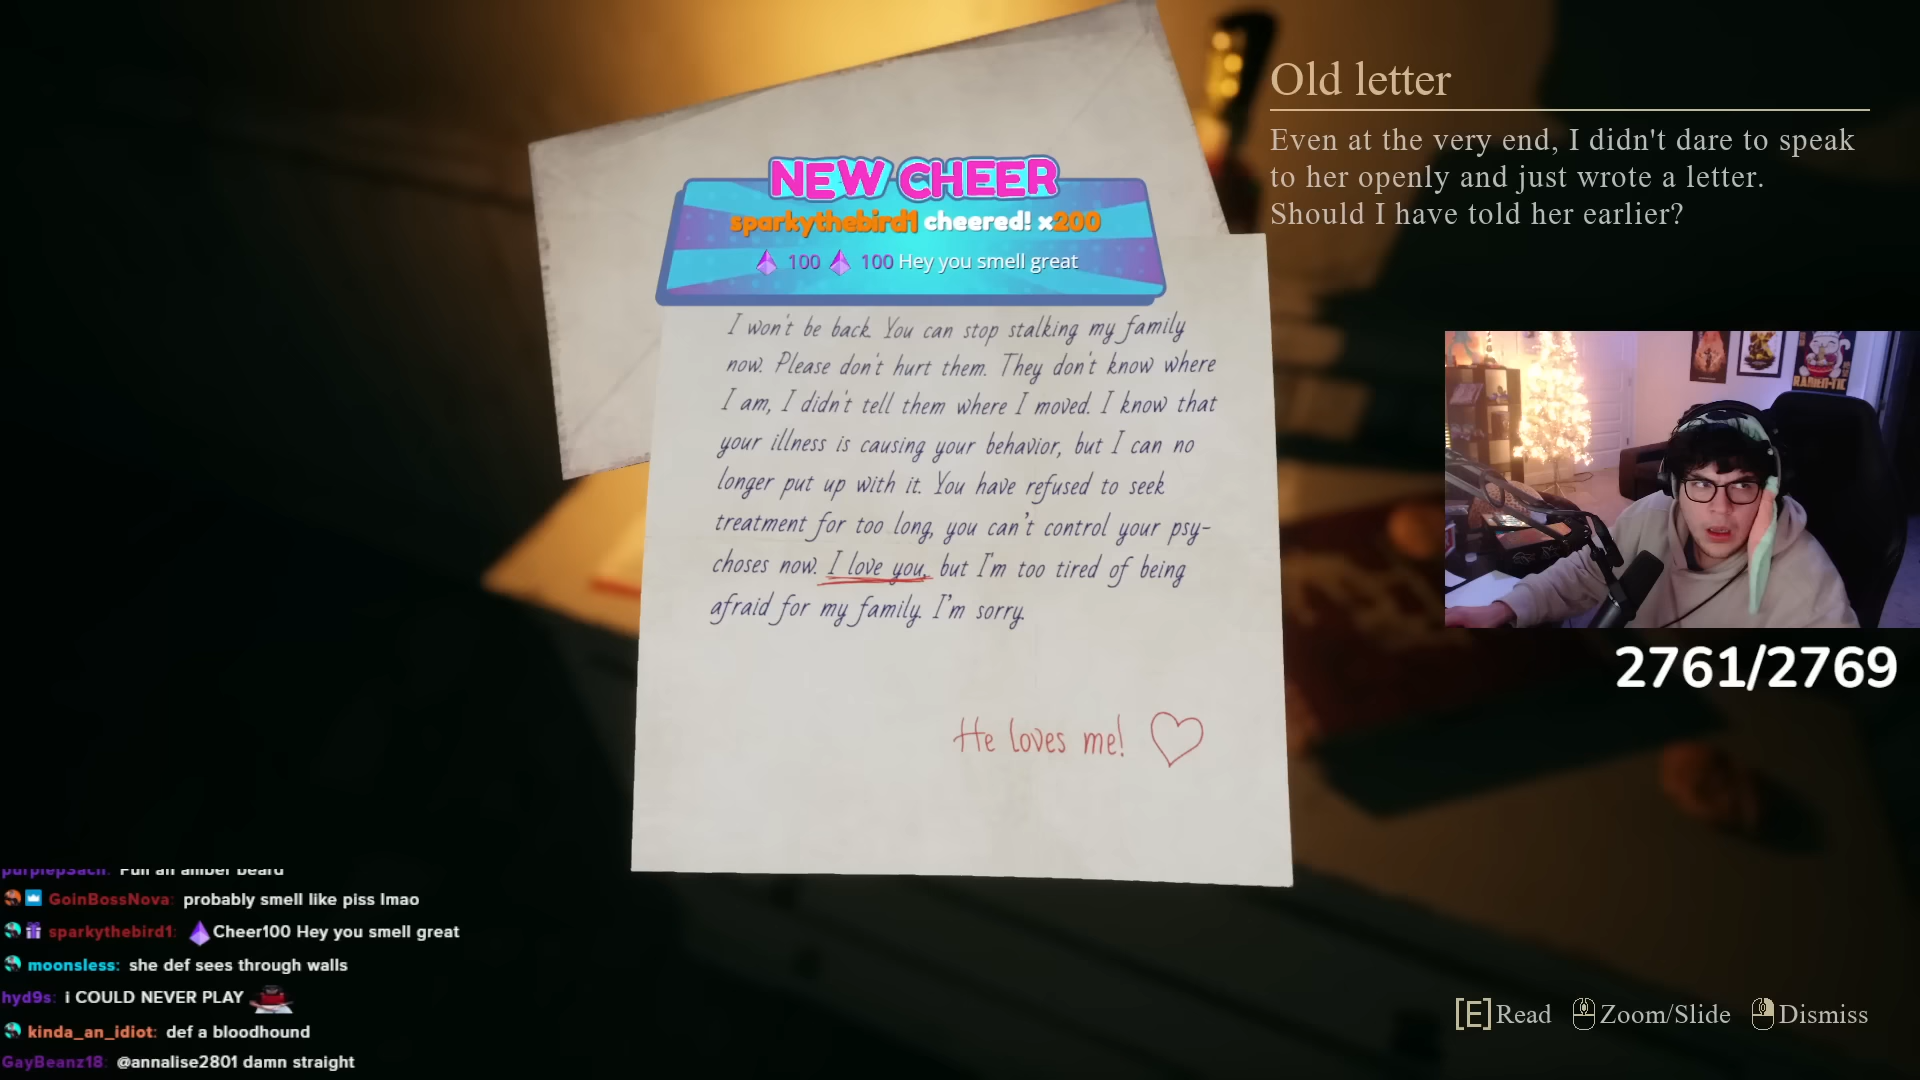 Old letter
Even at the very end, I didn't dare to speak
to her openly and just wrote a letter.
Should I have told her earlier?
NEW CHEER
sparkythebird1 cheered! x200
100 100 Hey you smell great
I won't be back. You can stop stalking my family
now. Please don't hurt them. They don't know where
I am, I didn't tell them where I moved. I know that
your illness is causing your behavior, but I can no
longer put up with it. You have refused to seek
treatment for too long, you can't control your psy-
choses now. I love you, but I'm too tired of being
afraid for my family. I'm sorry.
He loves me!
RADIEN-TIC
2761/2769
GoinBossNova: probably smell like piss lmao
sparkythebird1: Cheer100 Hey you smell great
moonsless: she def sees through walls
hyd9s: i COULD NEVER PLAY
kinda_an_idiot: def a bloodhound
GayBeanz18: @annalise2801 damn straight
[E] Read Zoom/Slide Dismiss